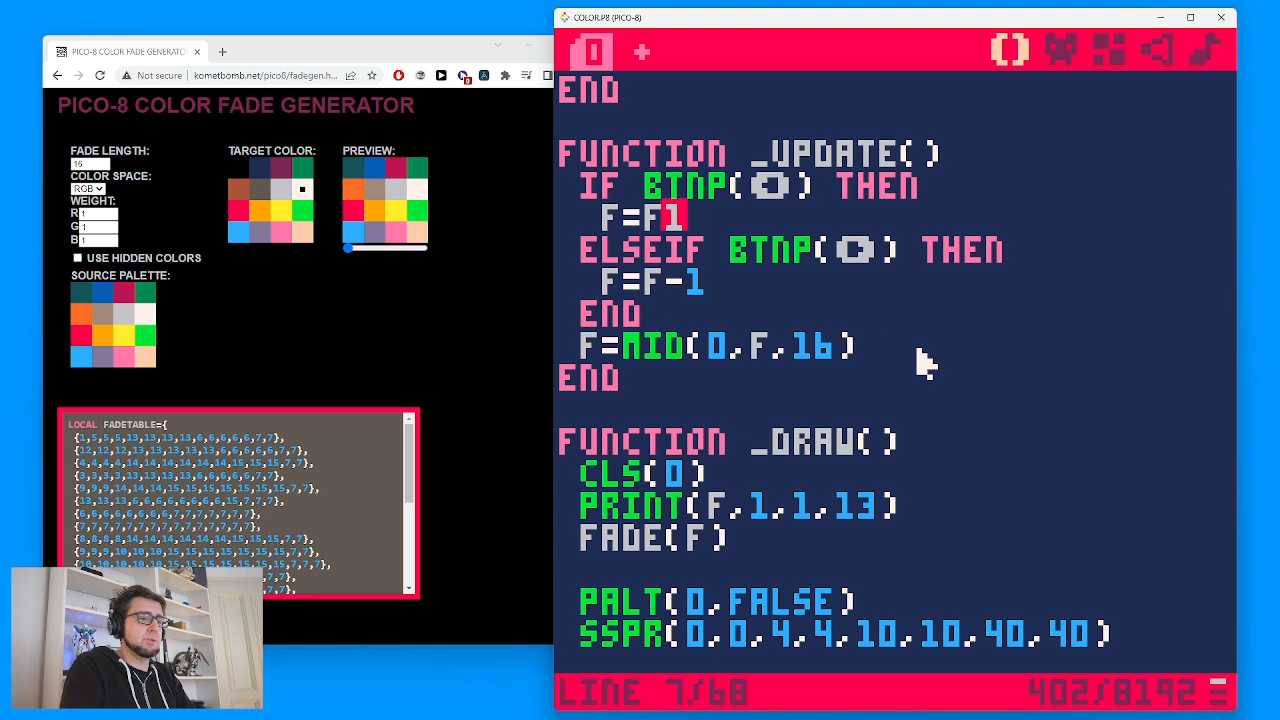 PICO-8 COLOR FADE GENERATO
Not secure
kometbomb.net/pico8/fadegen.h...
PICO-8 COLOR FADE GENERATOR
FADE LENGTH:
16
COLOR SPACE:
RGB
WEIGHT:
R 1
G 1
B 1
USE HIDDEN COLORS
SOURCE PALETTE:
TARGET COLOR:
PREVIEW:
LOCAL FADETABLE={
{1,5,5,5,13,13,13,13,6,6,6,6,6,7,7},
{12,12,12,13,13,13,13,13,6,6,6,6,6,7,7},
{4,4,4,4,14,14,14,14,14,14,15,15,15,7,7},
{3,3,3,3,13,13,13,13,6,6,6,6,6,7,7},
{9,9,9,14,14,14,15,15,15,15,15,15,15,7,7},
{13,13,13,6,6,6,6,6,6,6,6,15,7,7,7},
{6,6,6,6,6,6,6,6,7,7,7,7,7,7,7},
{7,7,7,7,7,7,7,7,7,7,7,7,7,7,7},
{8,8,8,8,14,14,14,14,14,14,15,15,15,7,7},
{9,9,9,10,10,10,15,15,15,15,15,15,15,7,7},
COLOR.P8 (PICO-8)
0 +
END
FUNCTION _UPDATE()
IF BTNP(⬅️) THEN
F=F1
ELSEIF BTNP(➡️) THEN
F=F-1
END
F=MID(0,F,16)
END
FUNCTION _DRAW()
CLS(0)
PRINT(F,1,1,13)
FADE(F)
PALT(0,FALSE)
SSPR(0,0,4,4,10,10,40,40)
LINE 7/68
402/8192